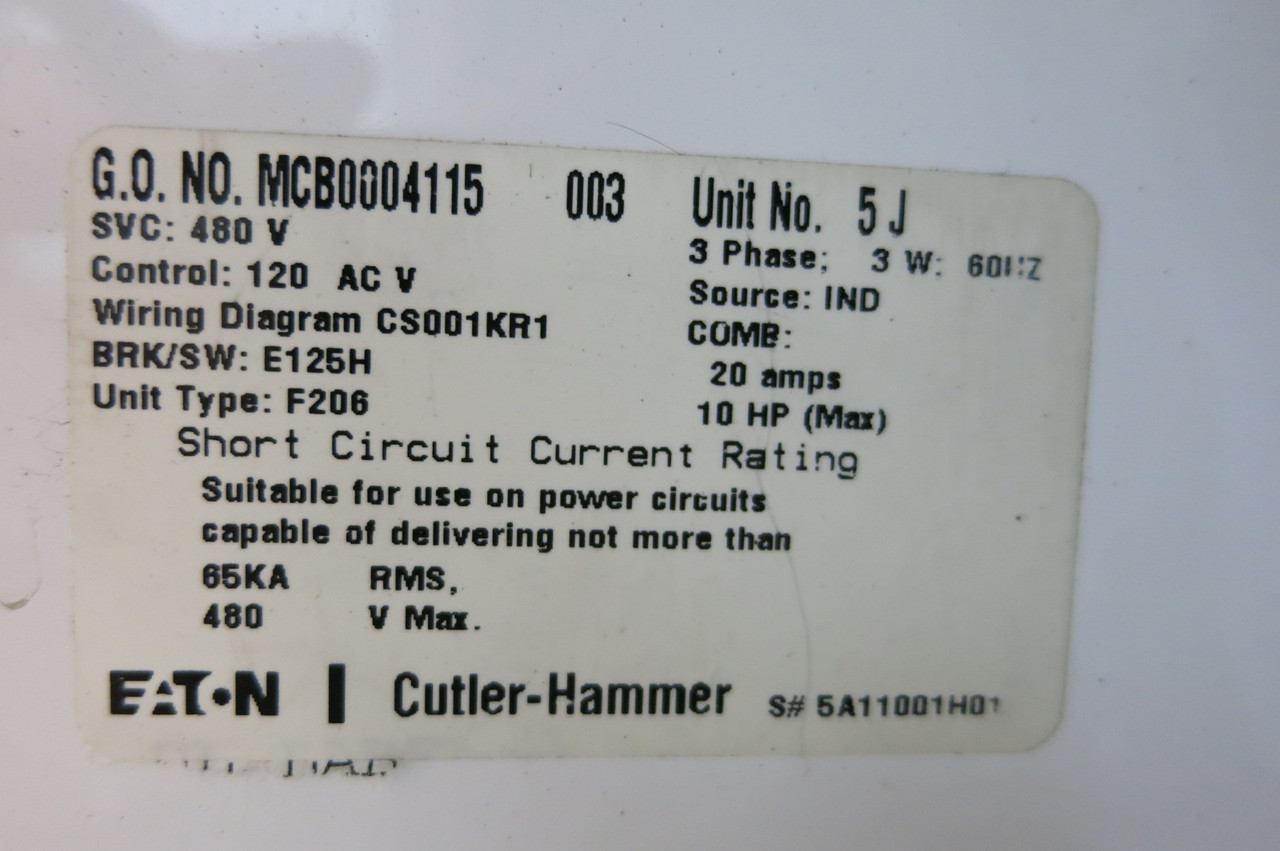 G.O. NO. MCB0004115 003 Unit No. 5 J
SVC: 480 V 3 Phase; 3 W: 60HZ
Control: 120 AC V Source: IND
Wiring Diagram CS001KR1 COMB:
BRK/SW: E125H 20 amps
Unit Type: F206 10 HP (Max)
Short Circuit Current Rating
Suitable for use on power circuits
capable of delivering not more than
65KA RMS,
480 V Max.
EATON | Cutler-Hammer S# 5A11001H01